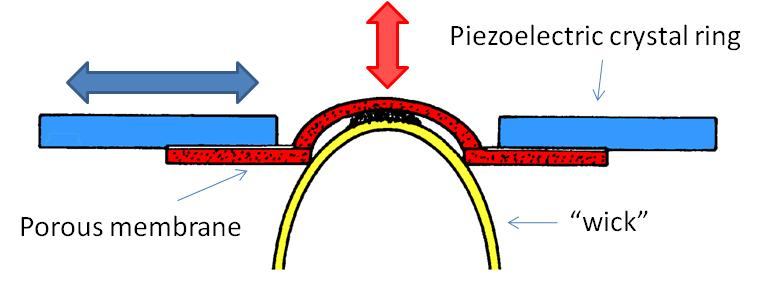 Piezoelectric crystal ring
Porous membrane
“wick”